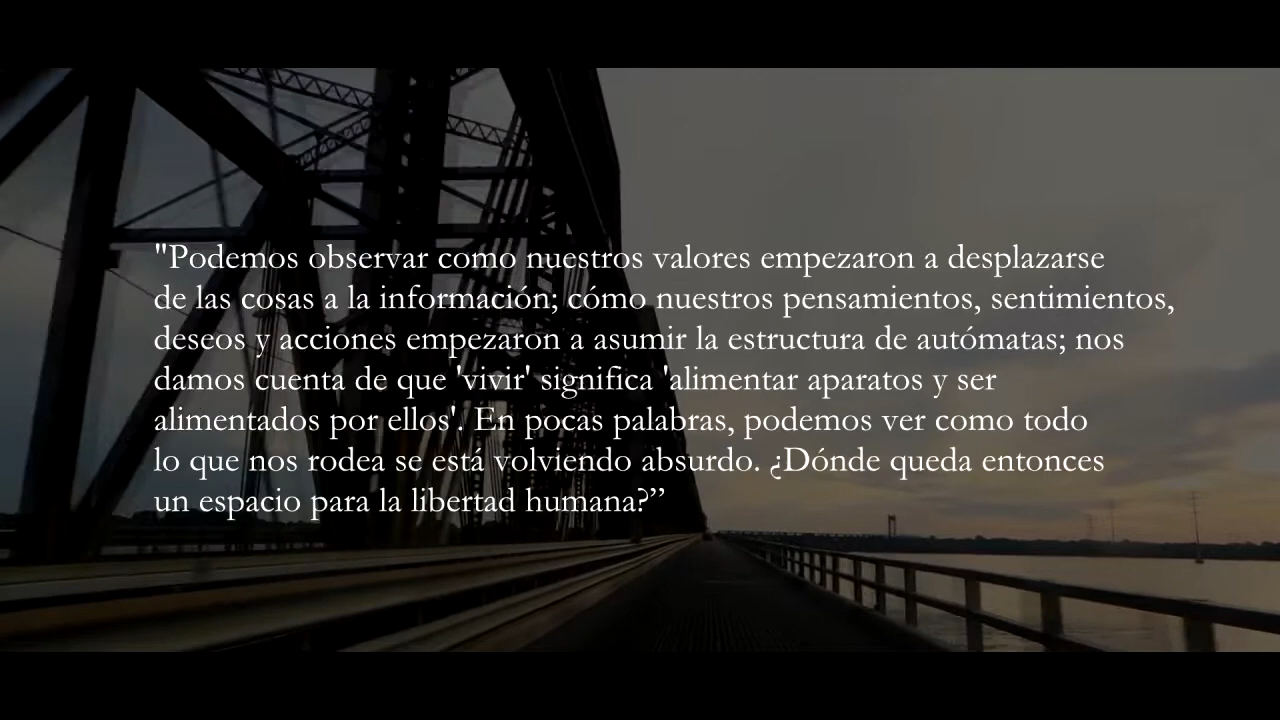 "Podemos observar como nuestros valores empezaron a desplazarse
de las cosas a la información; cómo nuestros pensamientos, sentimientos,
deseos y acciones empezaron a asumir la estructura de autómatas; nos
damos cuenta de que 'vivir' significa 'alimentar aparatos y ser
alimentados por ellos'. En pocas palabras, podemos ver como todo
lo que nos rodea se está volviendo absurdo. ¿Dónde queda entonces
un espacio para la libertad humana?”